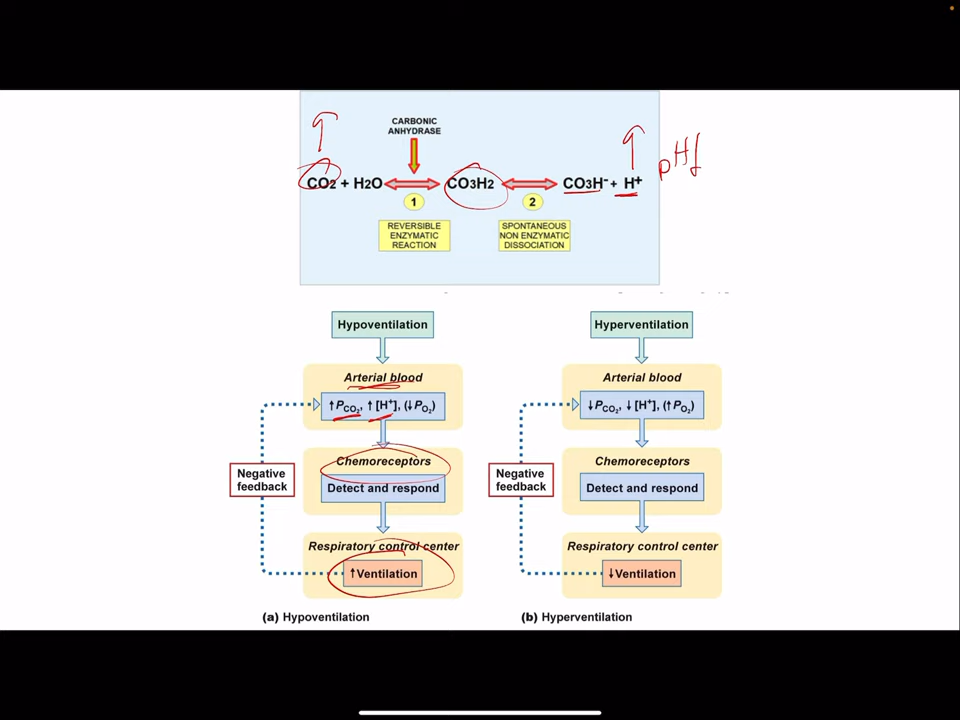 CARBONIC
ANHYDRASE
CO2 + H2O CO3H2 CO3H- + H+ pH↓
1 2
REVERSIBLE
ENZYMATIC
REACTION
SPONTANEOUS
NON ENZYMATIC
DISSOCIATION
Hypoventilation
Arterial blood
↑PCO2, ↑[H+], (↓PO2)
Chemoreceptors
Detect and respond
Negative
feedback
Respiratory control center
↑Ventilation
(a) Hypoventilation
Hyperventilation
Arterial blood
↓PCO2, ↓[H+], (↑PO2)
Chemoreceptors
Detect and respond
Negative
feedback
Respiratory control center
↓Ventilation
(b) Hyperventilation